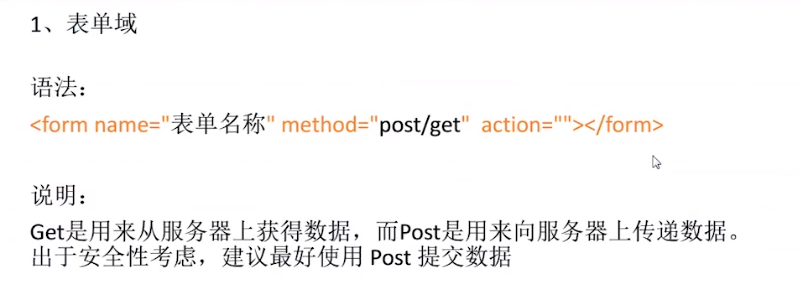 1、表单域
语法：
<form name="表单名称" method="post/get"  action=""></form>
说明：
Get是用来从服务器上获得数据，而Post是用来向服务器上传递数据。
出于安全性考虑，建议最好使用 Post 提交数据